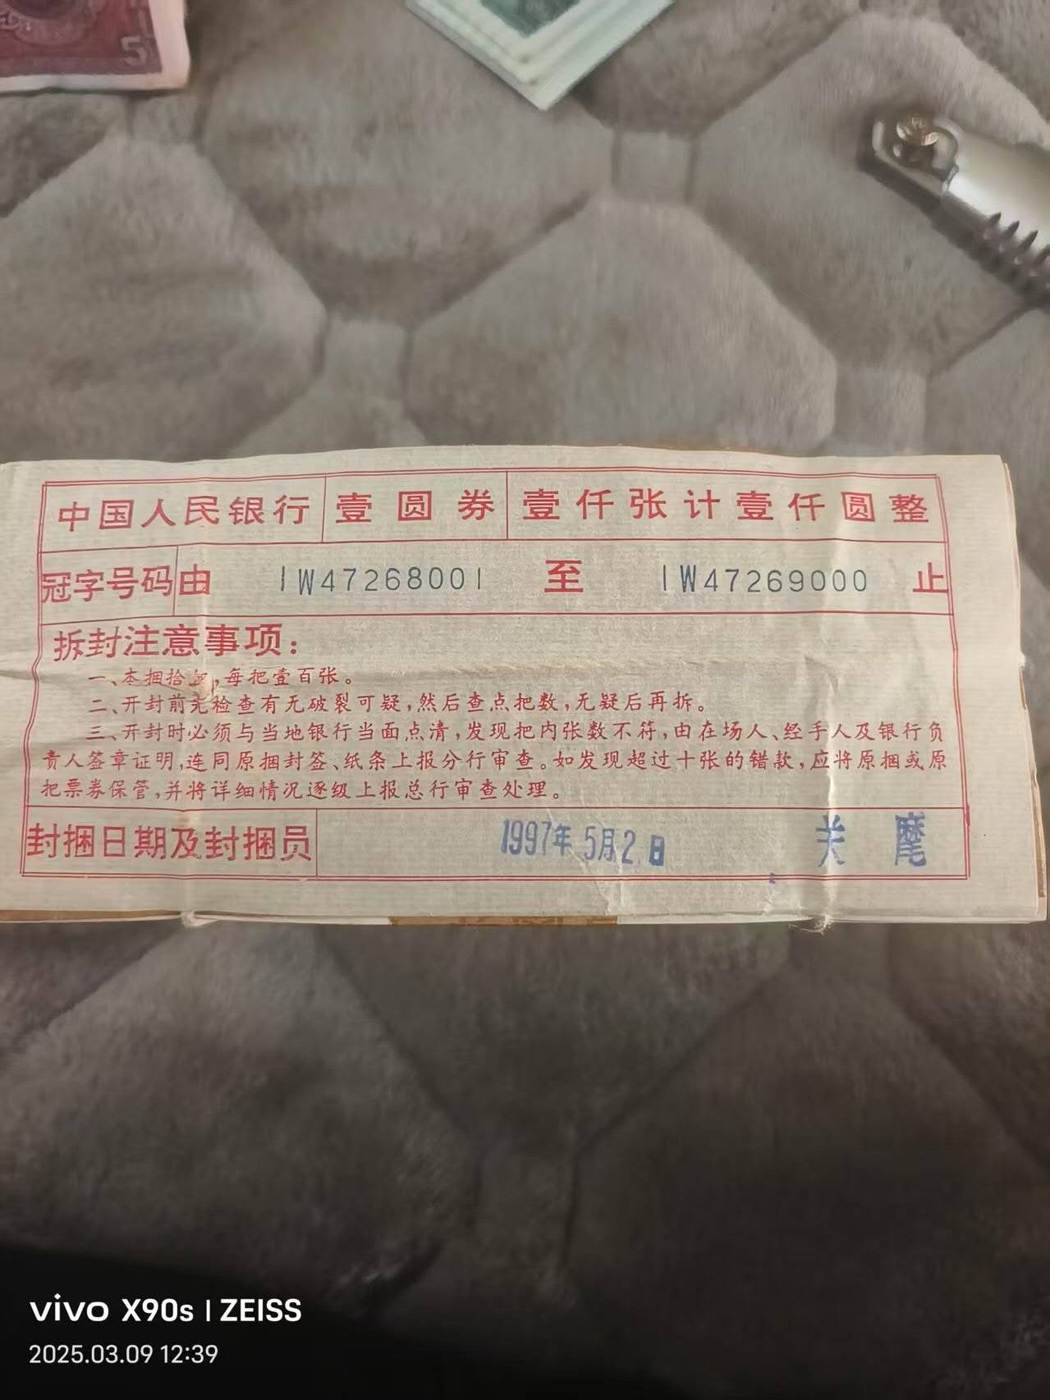 5
中国人民银行 壹圆券 壹仟张计壹仟圆整
冠字号码 由 IW47268001 至 IW47269000 止
拆封注意事项：
一、本捆拾把，每把壹百张。
二、开封前先检查有无破裂可疑，然后查点把数，无疑后再拆。
三、开封时必须与当地银行当面点清，发现把内张数不符，由在场人、经手人及银行负
责人签章证明，连同原捆封签、纸条上报分行审查。如发现超过十张的错款，应将原捆或原
把票券保管，并将详细情况逐级上报总行审查处理。
封捆日期及封捆员 1997年 5月2日 关
vivo X90s | ZEISS
2025.03.09 12:39